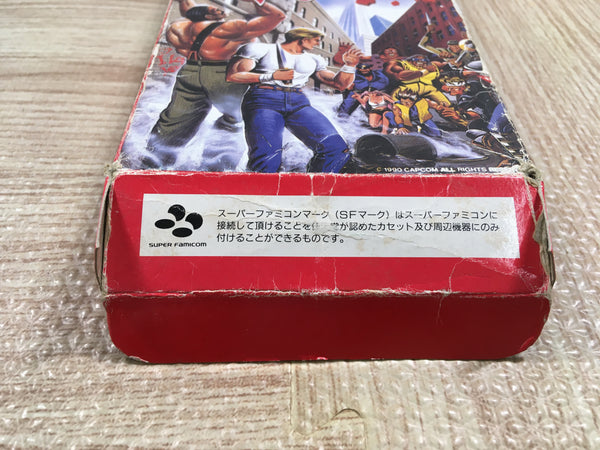 © 1990 CAPCOM ALL RIGHTS
スーパーファミコンマーク（SFマーク）はスーパーファミコンに
接続して頂けることを が認めたカセット及び周辺機器にのみ
付けることができるものです。
SUPER FAMICOM